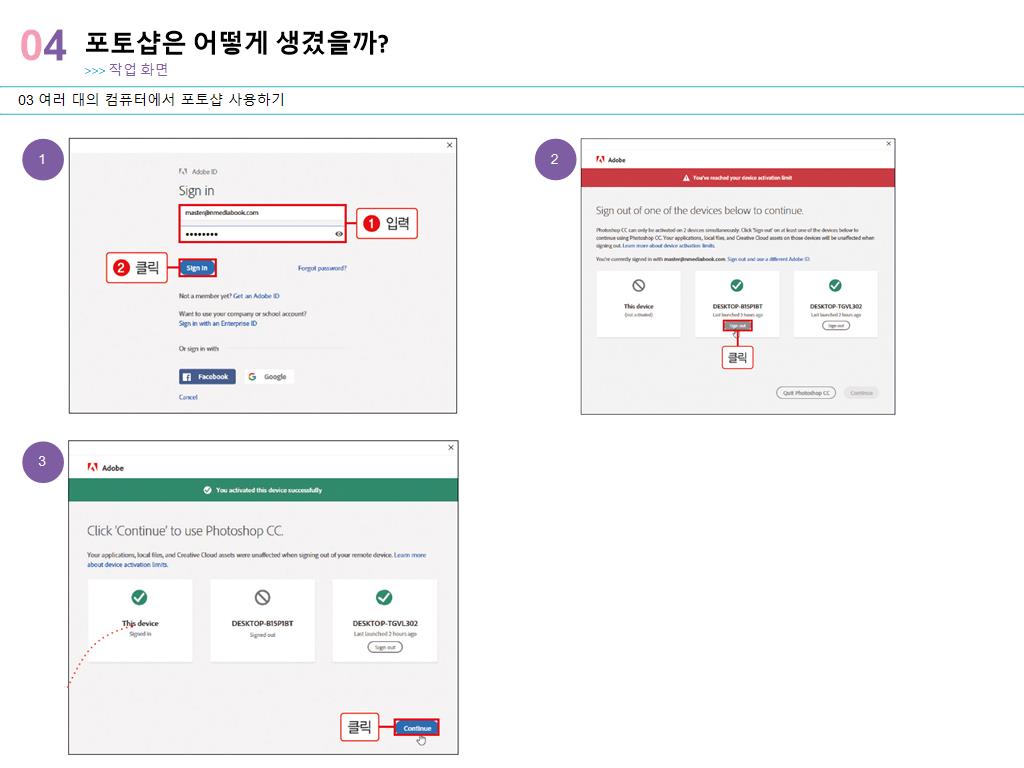 04 포토샵은 어떻게 생겼을까?
>>> 작업 화면
03 여러 대의 컴퓨터에서 포토샵 사용하기
1
Adobe ID
Sign in
master@nmediabook.com
1 입력
2 클릭
Sign in
Forgot password?
Not a member yet? Get an Adobe ID
Want to use your company or school account?
Sign in with an Enterprise ID
Or sign in with
Facebook
Google
Cancel
2
Adobe
You've reached your device activation limit
Sign out of one of the devices below to continue.
Photoshop CC can only be activated on 2 devices simultaneously. Click 'Sign out' on at least one of the devices below to
continue using Photoshop CC. Your applications, local files, and Creative Cloud assets on those devices will be unaffected when
signing out. Learn more about device activation limits.
You're currently signed in with master@nmediabook.com. Sign out and use a different Adobe ID.
This device
(not activated)
DESKTOP-B15P1BT
Last launched 2 hours ago
Sign out
DESKTOP-TGVL302
Last launched 2 hours ago
Sign out
클릭
Quit Photoshop CC
Continue
3
Adobe
You activated this device successfully
Click 'Continue' to use Photoshop CC.
Your applications, local files, and Creative Cloud assets were unaffected when signing out of your remote device. Learn more
about device activation limits.
This device
Signed in
DESKTOP-B15P1BT
Signed out
DESKTOP-TGVL302
Last launched 2 hours ago
Sign out
클릭
Continue